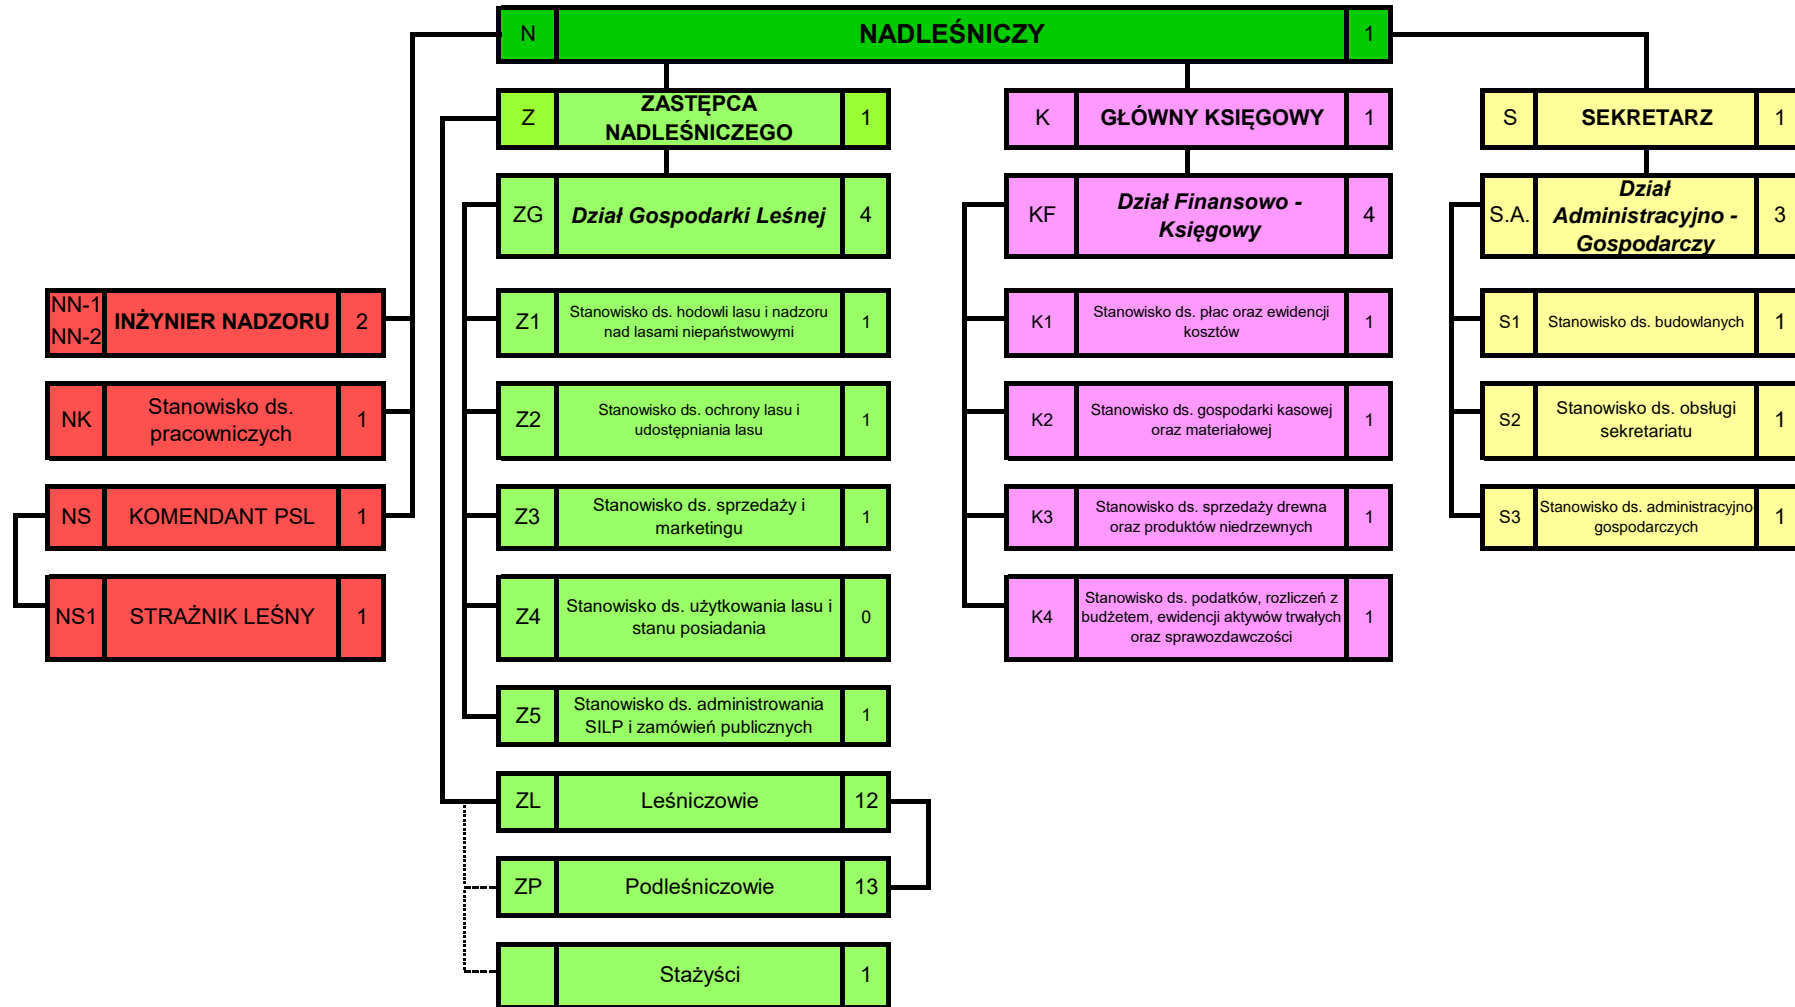 N NADLEŚNICZY 1
Z ZASTĘPCA
NADLEŚNICZEGO 1
K GŁÓWNY KSIĘGOWY 1
S SEKRETARZ 1
ZG Dział Gospodarki Leśnej 4
KF Dział Finansowo -
Księgowy 4
S.A. Dział
Administracyjno -
Gospodarczy 3
NN-1
NN-2 INŻYNIER NADZORU 2
NK Stanowisko ds.
pracowniczych 1
NS KOMENDANT PSL 1
NS1 STRAŻNIK LEŚNY 1
Z1 Stanowisko ds. hodowli lasu i nadzoru
nad lasami niepaństwowymi 1
Z2 Stanowisko ds. ochrony lasu i
udostępniania lasu 1
Z3 Stanowisko ds. sprzedaży i
marketingu 1
Z4 Stanowisko ds. użytkowania lasu i
stanu posiadania 0
Z5 Stanowisko ds. administrowania
SILP i zamówień publicznych 1
ZL Leśniczowie 12
ZP Podleśniczowie 13
Stażyści 1
K1 Stanowisko ds. płac oraz ewidencji
kosztów 1
K2 Stanowisko ds. gospodarki kasowej
oraz materiałowej 1
K3 Stanowisko ds. sprzedaży drewna
oraz produktów niedrzewnych 1
K4 Stanowisko ds. podatków, rozliczeń z
budżetem, ewidencji aktywów trwałych
oraz sprawozdawczości 1
S1 Stanowisko ds. budowlanych 1
S2 Stanowisko ds. obsługi
sekretariatu 1
S3 Stanowisko ds. administracyjno
gospodarczych 1